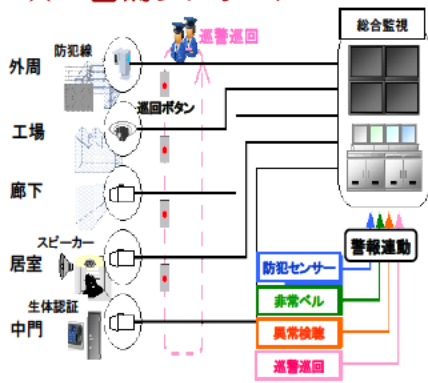 防犯線
巡警巡回
総合監視
外周
巡回ボタン
工場
廊下
スピーカー
警報連動
居室
防犯センサー
生体認証
非常ベル
中門
異常検聴
巡警巡回